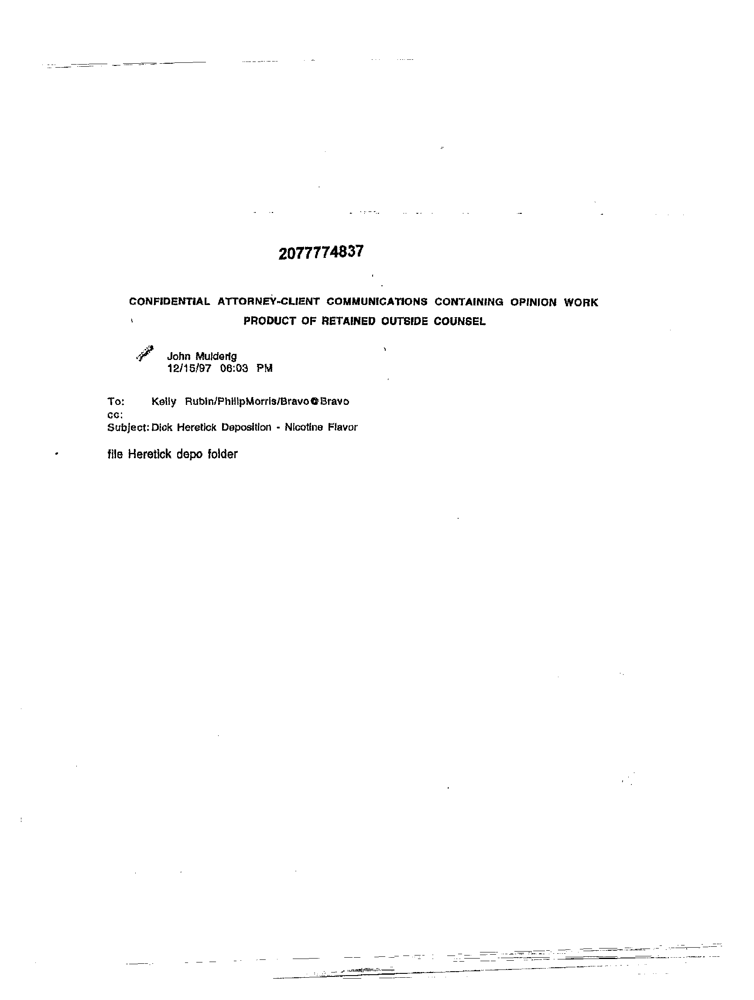 2077774837
CONFIDENTIAL ATTORNEY-CLIENT COMMUNICATIONS CONTAINING OPINION WORK
PRODUCT OF RETAINED OUTSIDE COUNSEL
John Mulderig
12/15/97 06:03 PM
To: Kelly Rubin/PhilipMorris/Bravo@Bravo
cc:
Subject: Dick Heretick Deposition - Nicotine Flavor
file Heretick depo folder